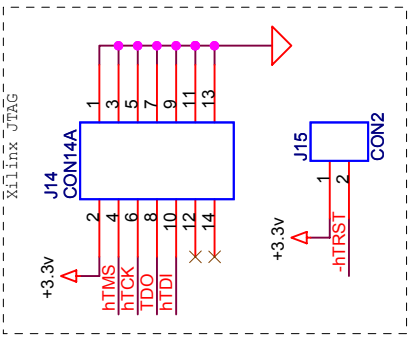 Xilinx JTAG
J14
CON14A
1
3
5
7
9
11
13
2
4
6
8
10
12
14
+3.3v
hTMS
hTCK
TDO
hTDI
J15
CON2
1
2
+3.3v
-hTRST